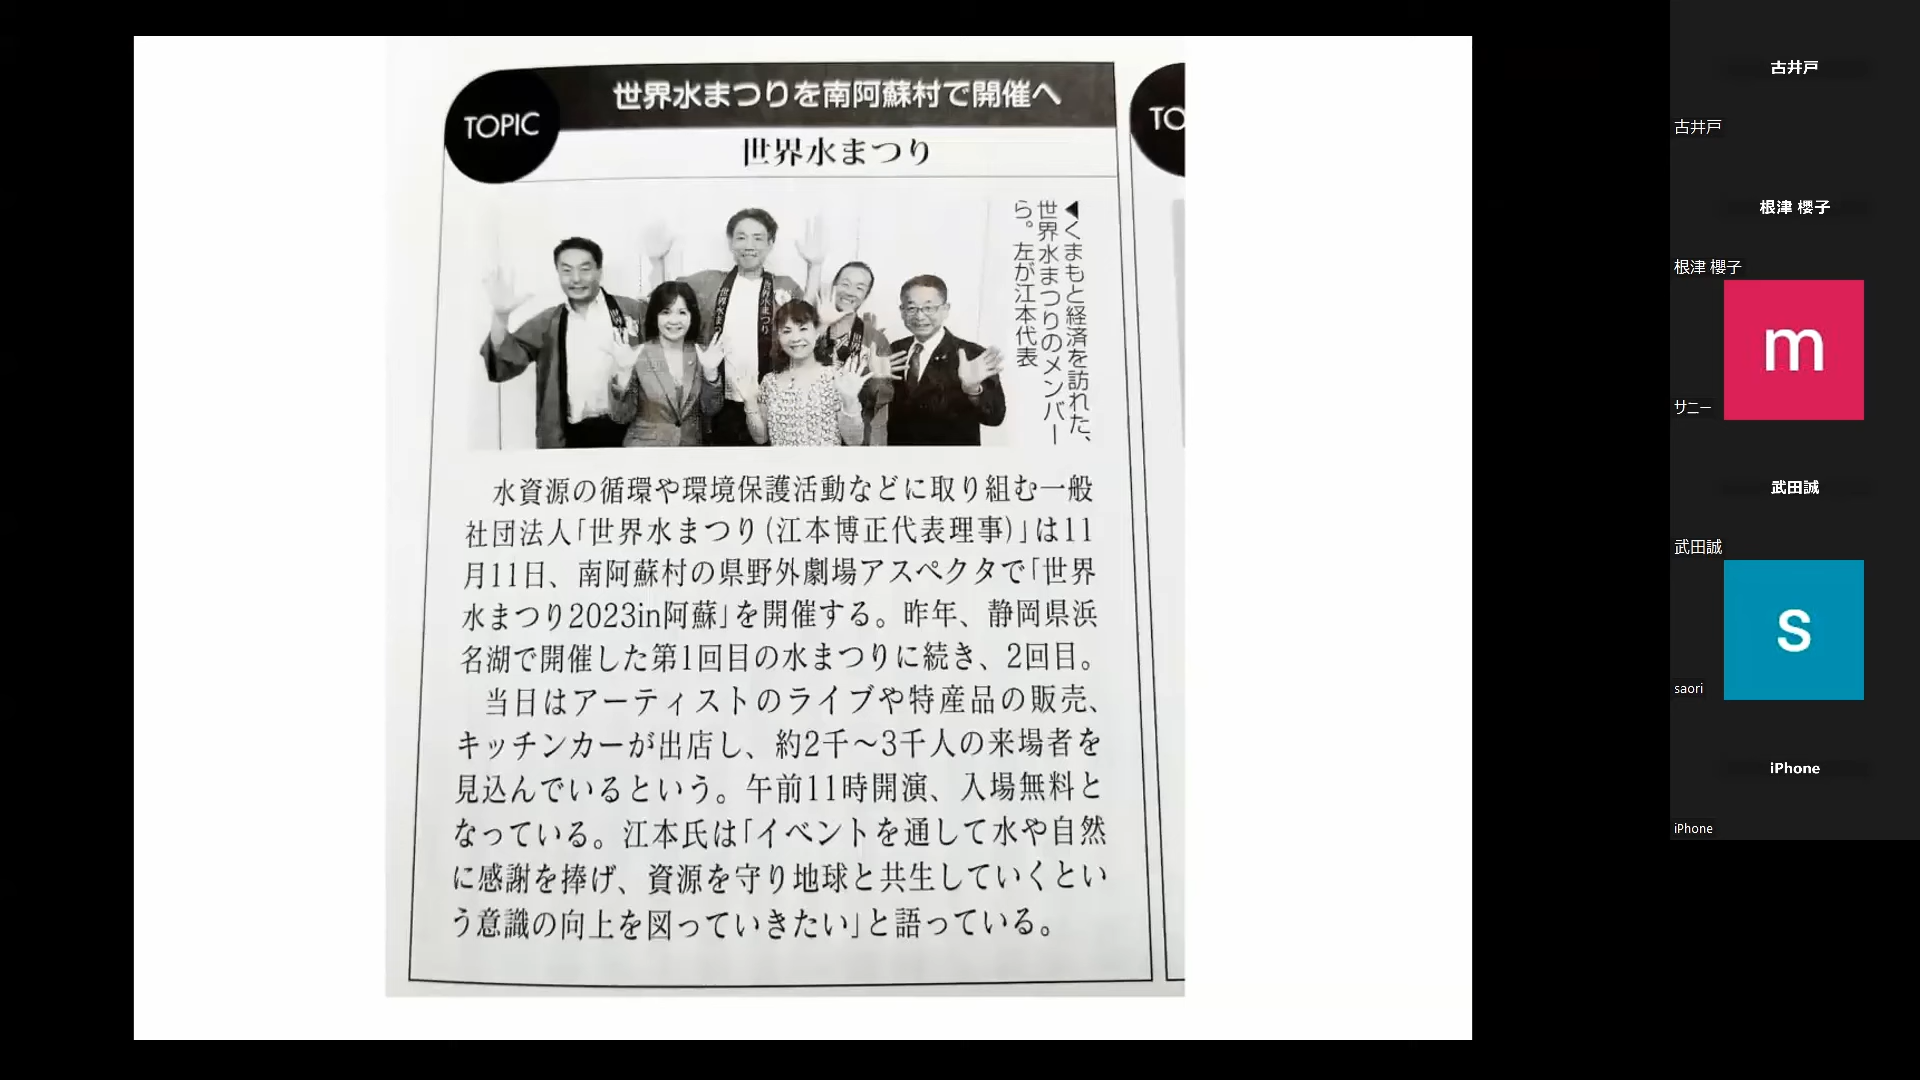 TOPIC
世界水まつりを南阿蘇村で開催へ
世界水まつり
TO
◀くまもと経済を訪れた、
世界水まつりのメンバー
ら。左が江本代表
世界水まつ
世界水まつり
世界
水資源の循環や環境保護活動などに取り組む一般
社団法人「世界水まつり(江本博正代表理事)」は11
月11日、南阿蘇村の県野外劇場アスペクタで「世界
水まつり2023in阿蘇」を開催する。昨年、静岡県浜
名湖で開催した第1回目の水まつりに続き、2回目。
当日はアーティストのライブや特産品の販売、
キッチンカーが出店し、約2千〜3千人の来場者を
見込んでいるという。午前11時開演、入場無料と
なっている。江本氏は「イベントを通して水や自然
に感謝を捧げ、資源を守り地球と共生していくとい
う意識の向上を図っていきたい」と語っている。
古井戸
古井戸
根津 櫻子
根津 櫻子
m
サニー
武田誠
武田誠
s
saori
iPhone
iPhone